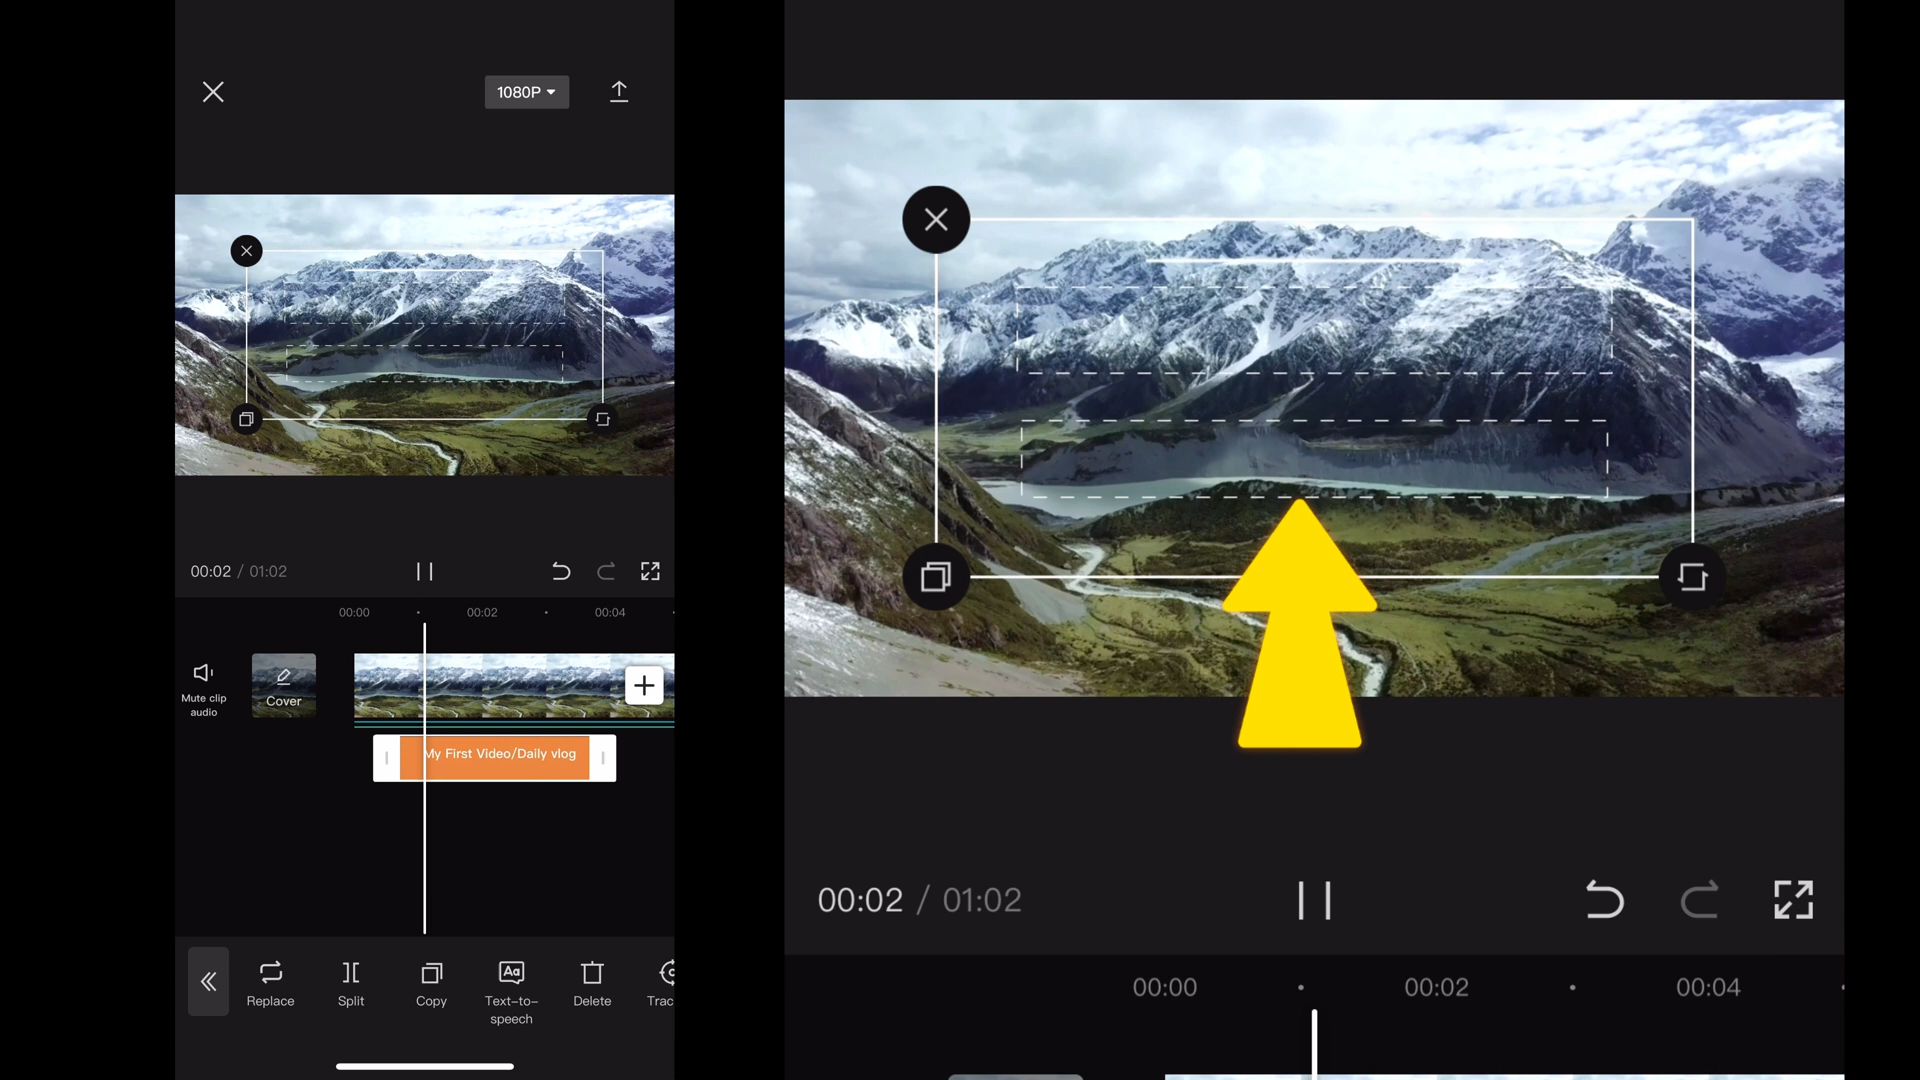 1080P
00:02 / 01:02
00:00 00:02 00:04
Mute clip
audio
Cover
My First Video/Daily vlog
Replace
Split
Copy
Aa
Text-to-
speech
Delete
Trac
00:02 / 01:02
00:00 00:02 00:04